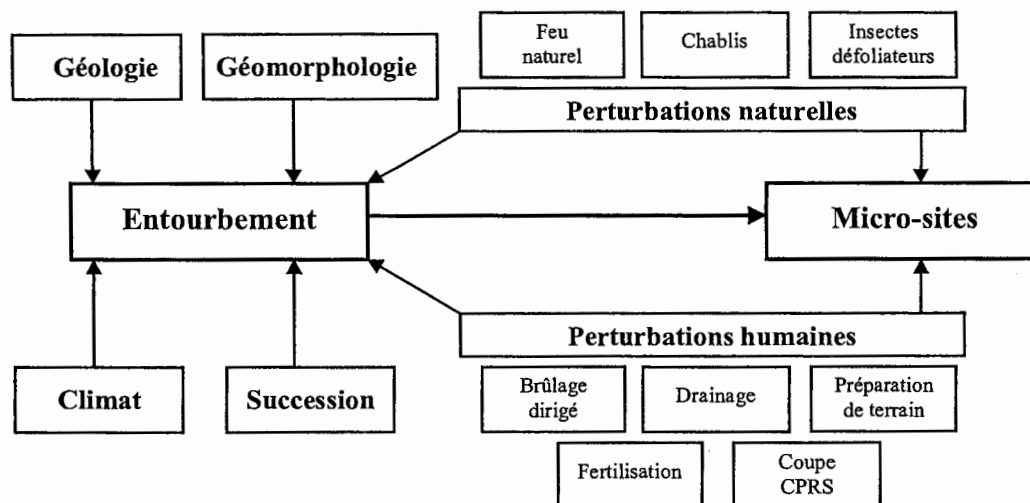 Géologie
Géomorphologie
Feu
naturel
Chablis
Insectes
défoliateurs
Perturbations naturelles
Entourbement
Micro-sites
Perturbations humaines
Climat
Succession
Brûlage
dirigé
Drainage
Préparation
de terrain
Fertilisation
Coupe
CPRS